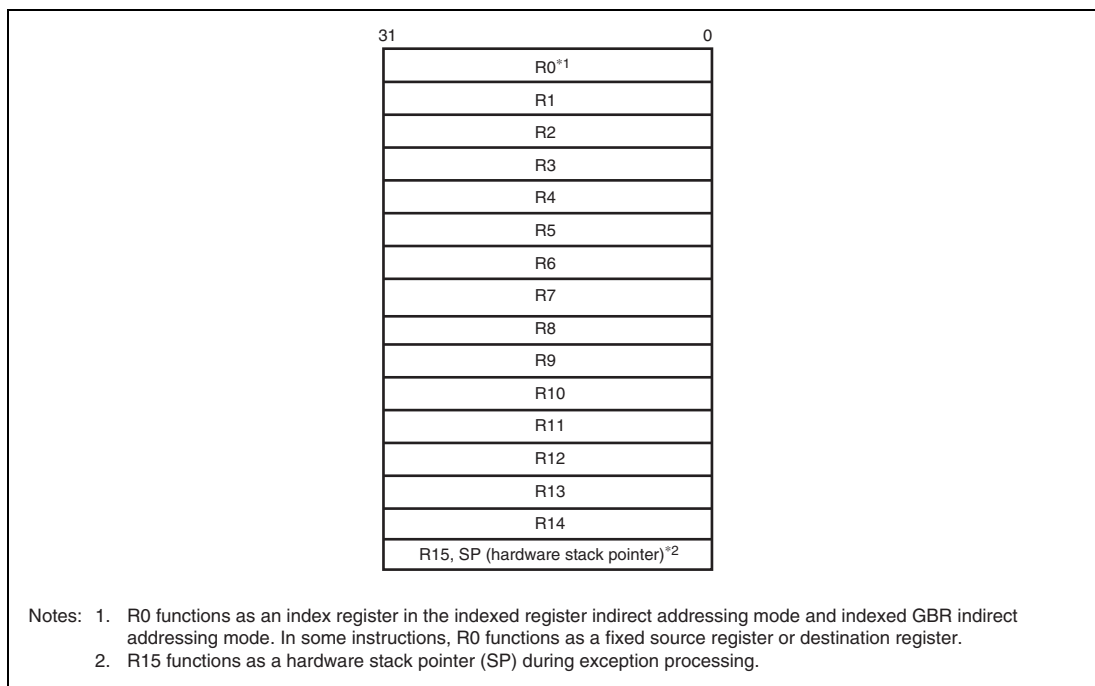 31 0
R0*1
R1
R2
R3
R4
R5
R6
R7
R8
R9
R10
R11
R12
R13
R14
R15, SP (hardware stack pointer)*2
Notes: 1. R0 functions as an index register in the indexed register indirect addressing mode and indexed GBR indirect
addressing mode. In some instructions, R0 functions as a fixed source register or destination register.
2. R15 functions as a hardware stack pointer (SP) during exception processing.